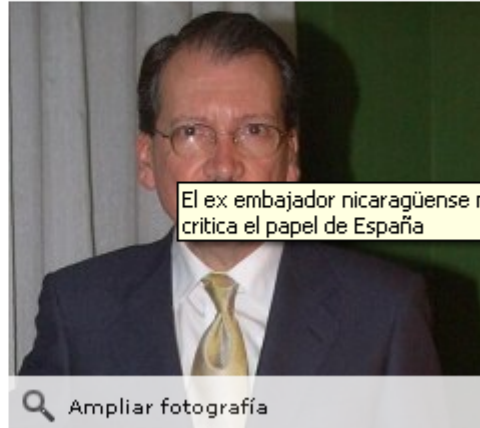 El ex embajador nicaragüense
critica el papel de España
Ampliar fotografía